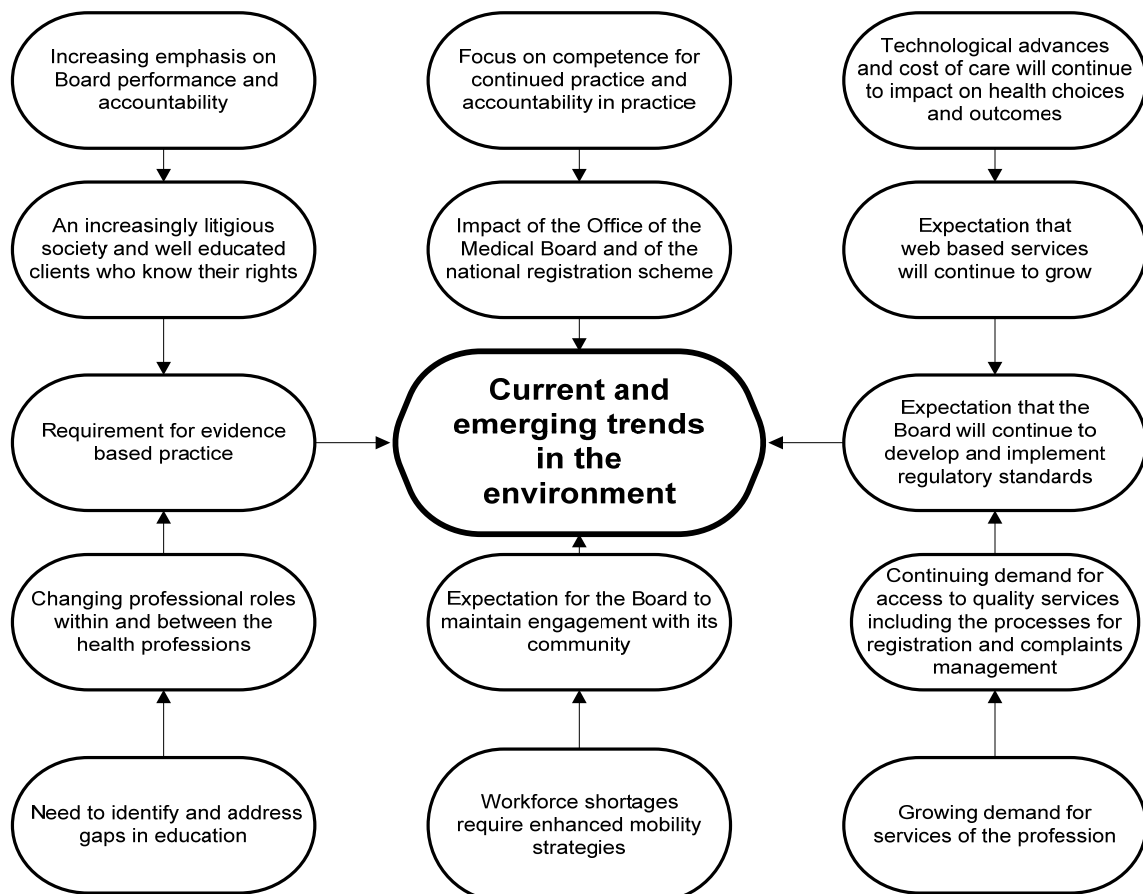 Increasing emphasis on
Board performance and
accountability
Focus on competence for
continued practice and
accountability in practice
Technological advances
and cost of care will continue
to impact on health choices
and outcomes
An increasingly litigious
society and well educated
clients who know their rights
Impact of the Office of the
Medical Board and of the
national registration scheme
Expectation that
web based services
will continue to grow
Requirement for evidence
based practice
Current and
emerging trends
in the
environment
Expectation that the
Board will continue to
develop and implement
regulatory standards
Changing professional roles
within and between the
health professions
Expectation for the Board to
maintain engagement with its
community
Continuing demand for
access to quality services
including the processes for
registration and complaints
management
Need to identify and address
gaps in education
Workforce shortages
require enhanced mobility
strategies
Growing demand for
services of the profession